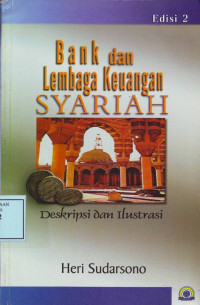 Edisi 2
Bank dan
Lembaga Keuangan
SYARIAH
Deskripsi dan Ilustrasi
Heri Sudarsono